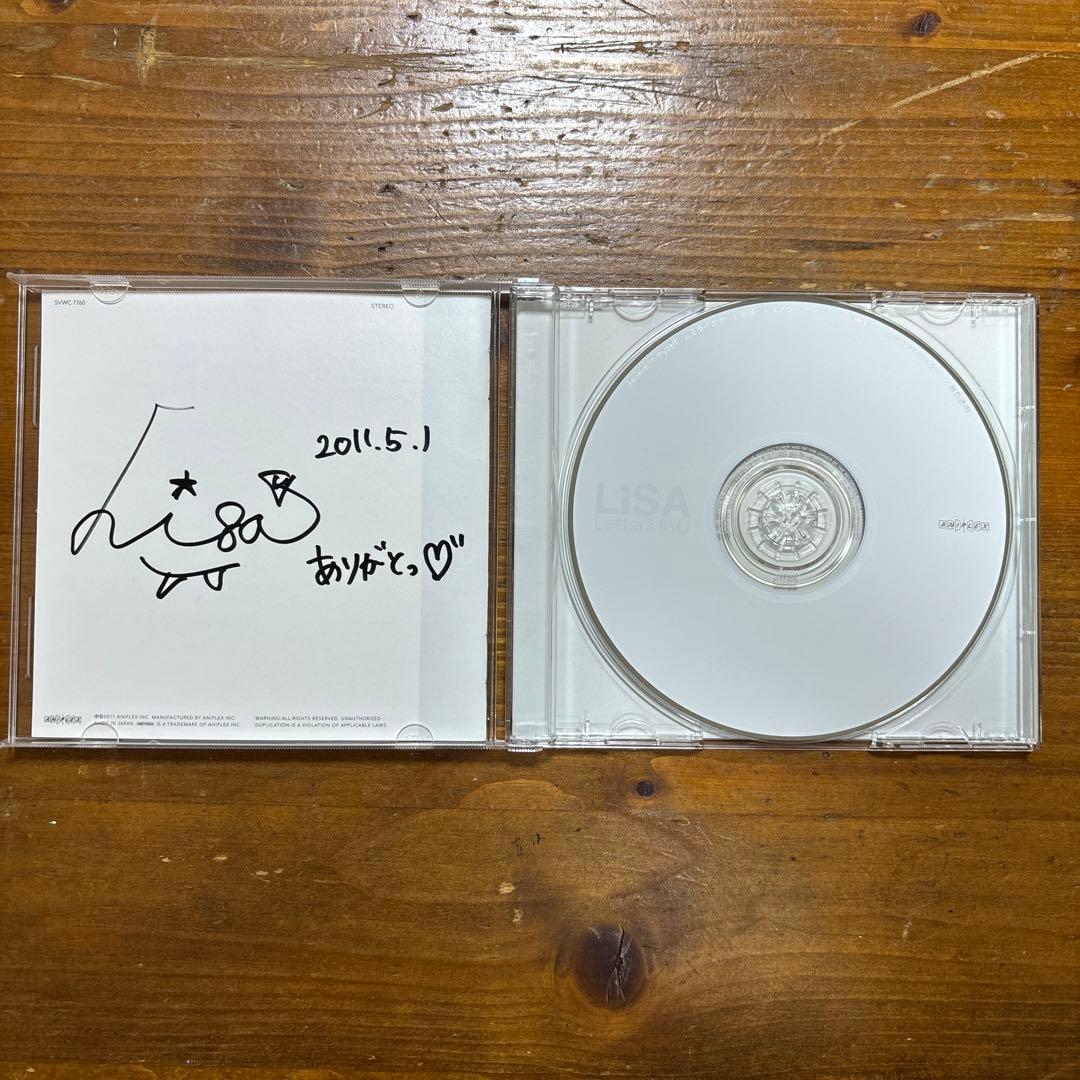 SVWC 7760
STEREO
2011.5.1
Lisa
ありがとっ♡
ANIPLEX
℗©2011 ANIPLEX INC. MANUFACTURED BY ANIPLEX INC.
MADE IN JAPAN. IS A TRADEMARK OF ANIPLEX INC.
WARNING: ALL RIGHTS RESERVED. UNAUTHORIZED
DUPLICATION IS A VIOLATION OF APPLICABLE LAWS.
LiSA
Letters to U
ANIPLEX